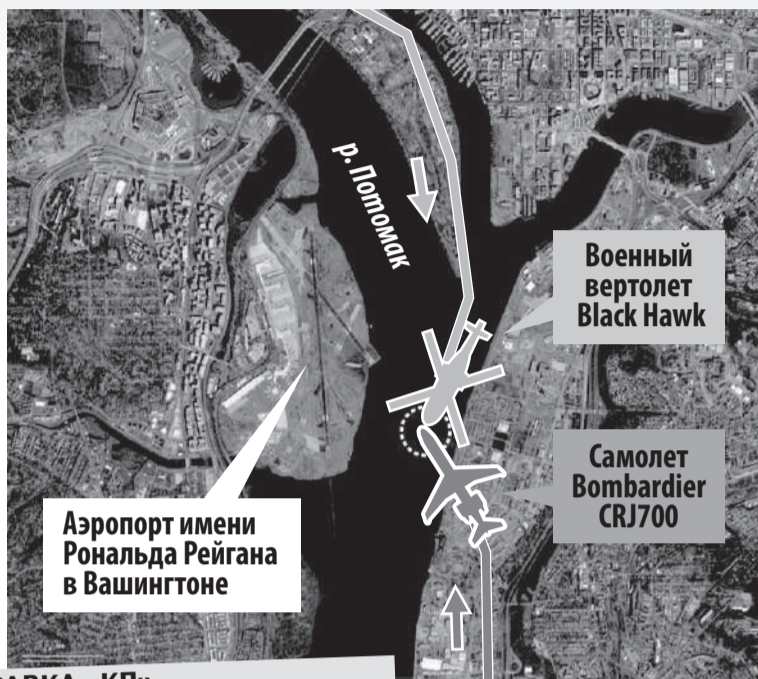 р. Потомак
Военный
вертолет
Black Hawk
Самолет
Bombardier
CRJ700
Аэропорт имени
Рональда Рейгана
в Вашингтоне